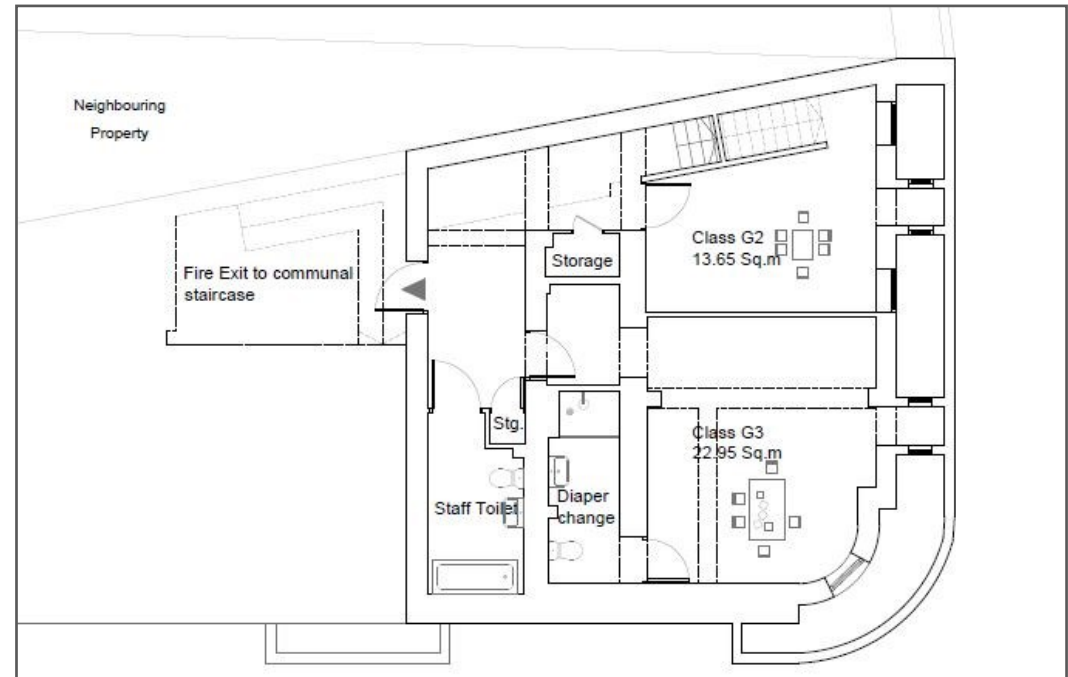 Neighbouring
Property
Fire Exit to communal
staircase
Storage
Class G2
13.65 Sq.m
Stg.
Class G3
22.95 Sq.m
Staff Toilet
Diaper
change